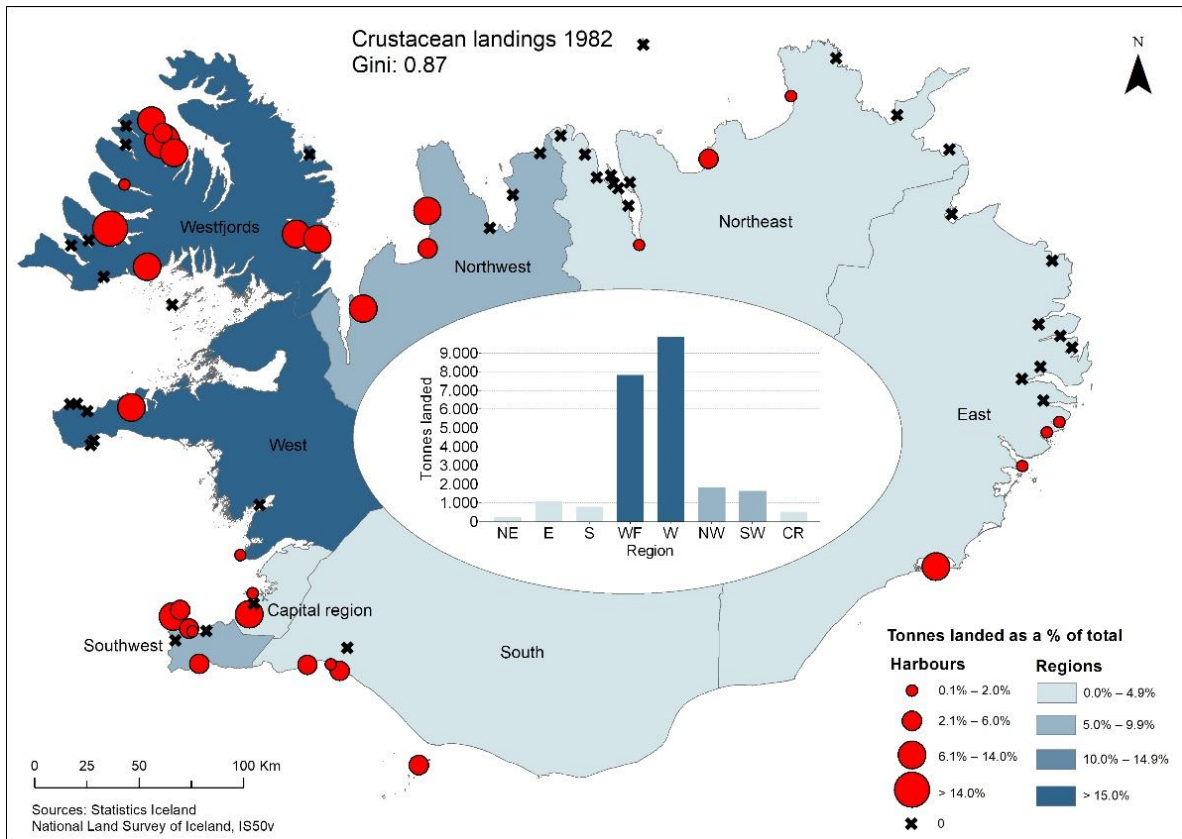 Crustacean landings 1982
Gini: 0.87
N
Westfjords
Northwest
Northeast
West
East
Capital region
Southwest
South
Tonnes landed
9.000
8.000
7.000
6.000
5.000
4.000
3.000
2.000
1.000
0
NE E S WF W NW SW CR
Region
0 25 50 100 Km
Sources: Statistics Iceland
National Land Survey of Iceland, IS50v
Tonnes landed as a % of total
Harbours
0.1% – 2.0%
2.1% – 6.0%
6.1% – 14.0%
> 14.0%
0
Regions
0.0% – 4.9%
5.0% – 9.9%
10.0% – 14.9%
> 15.0%